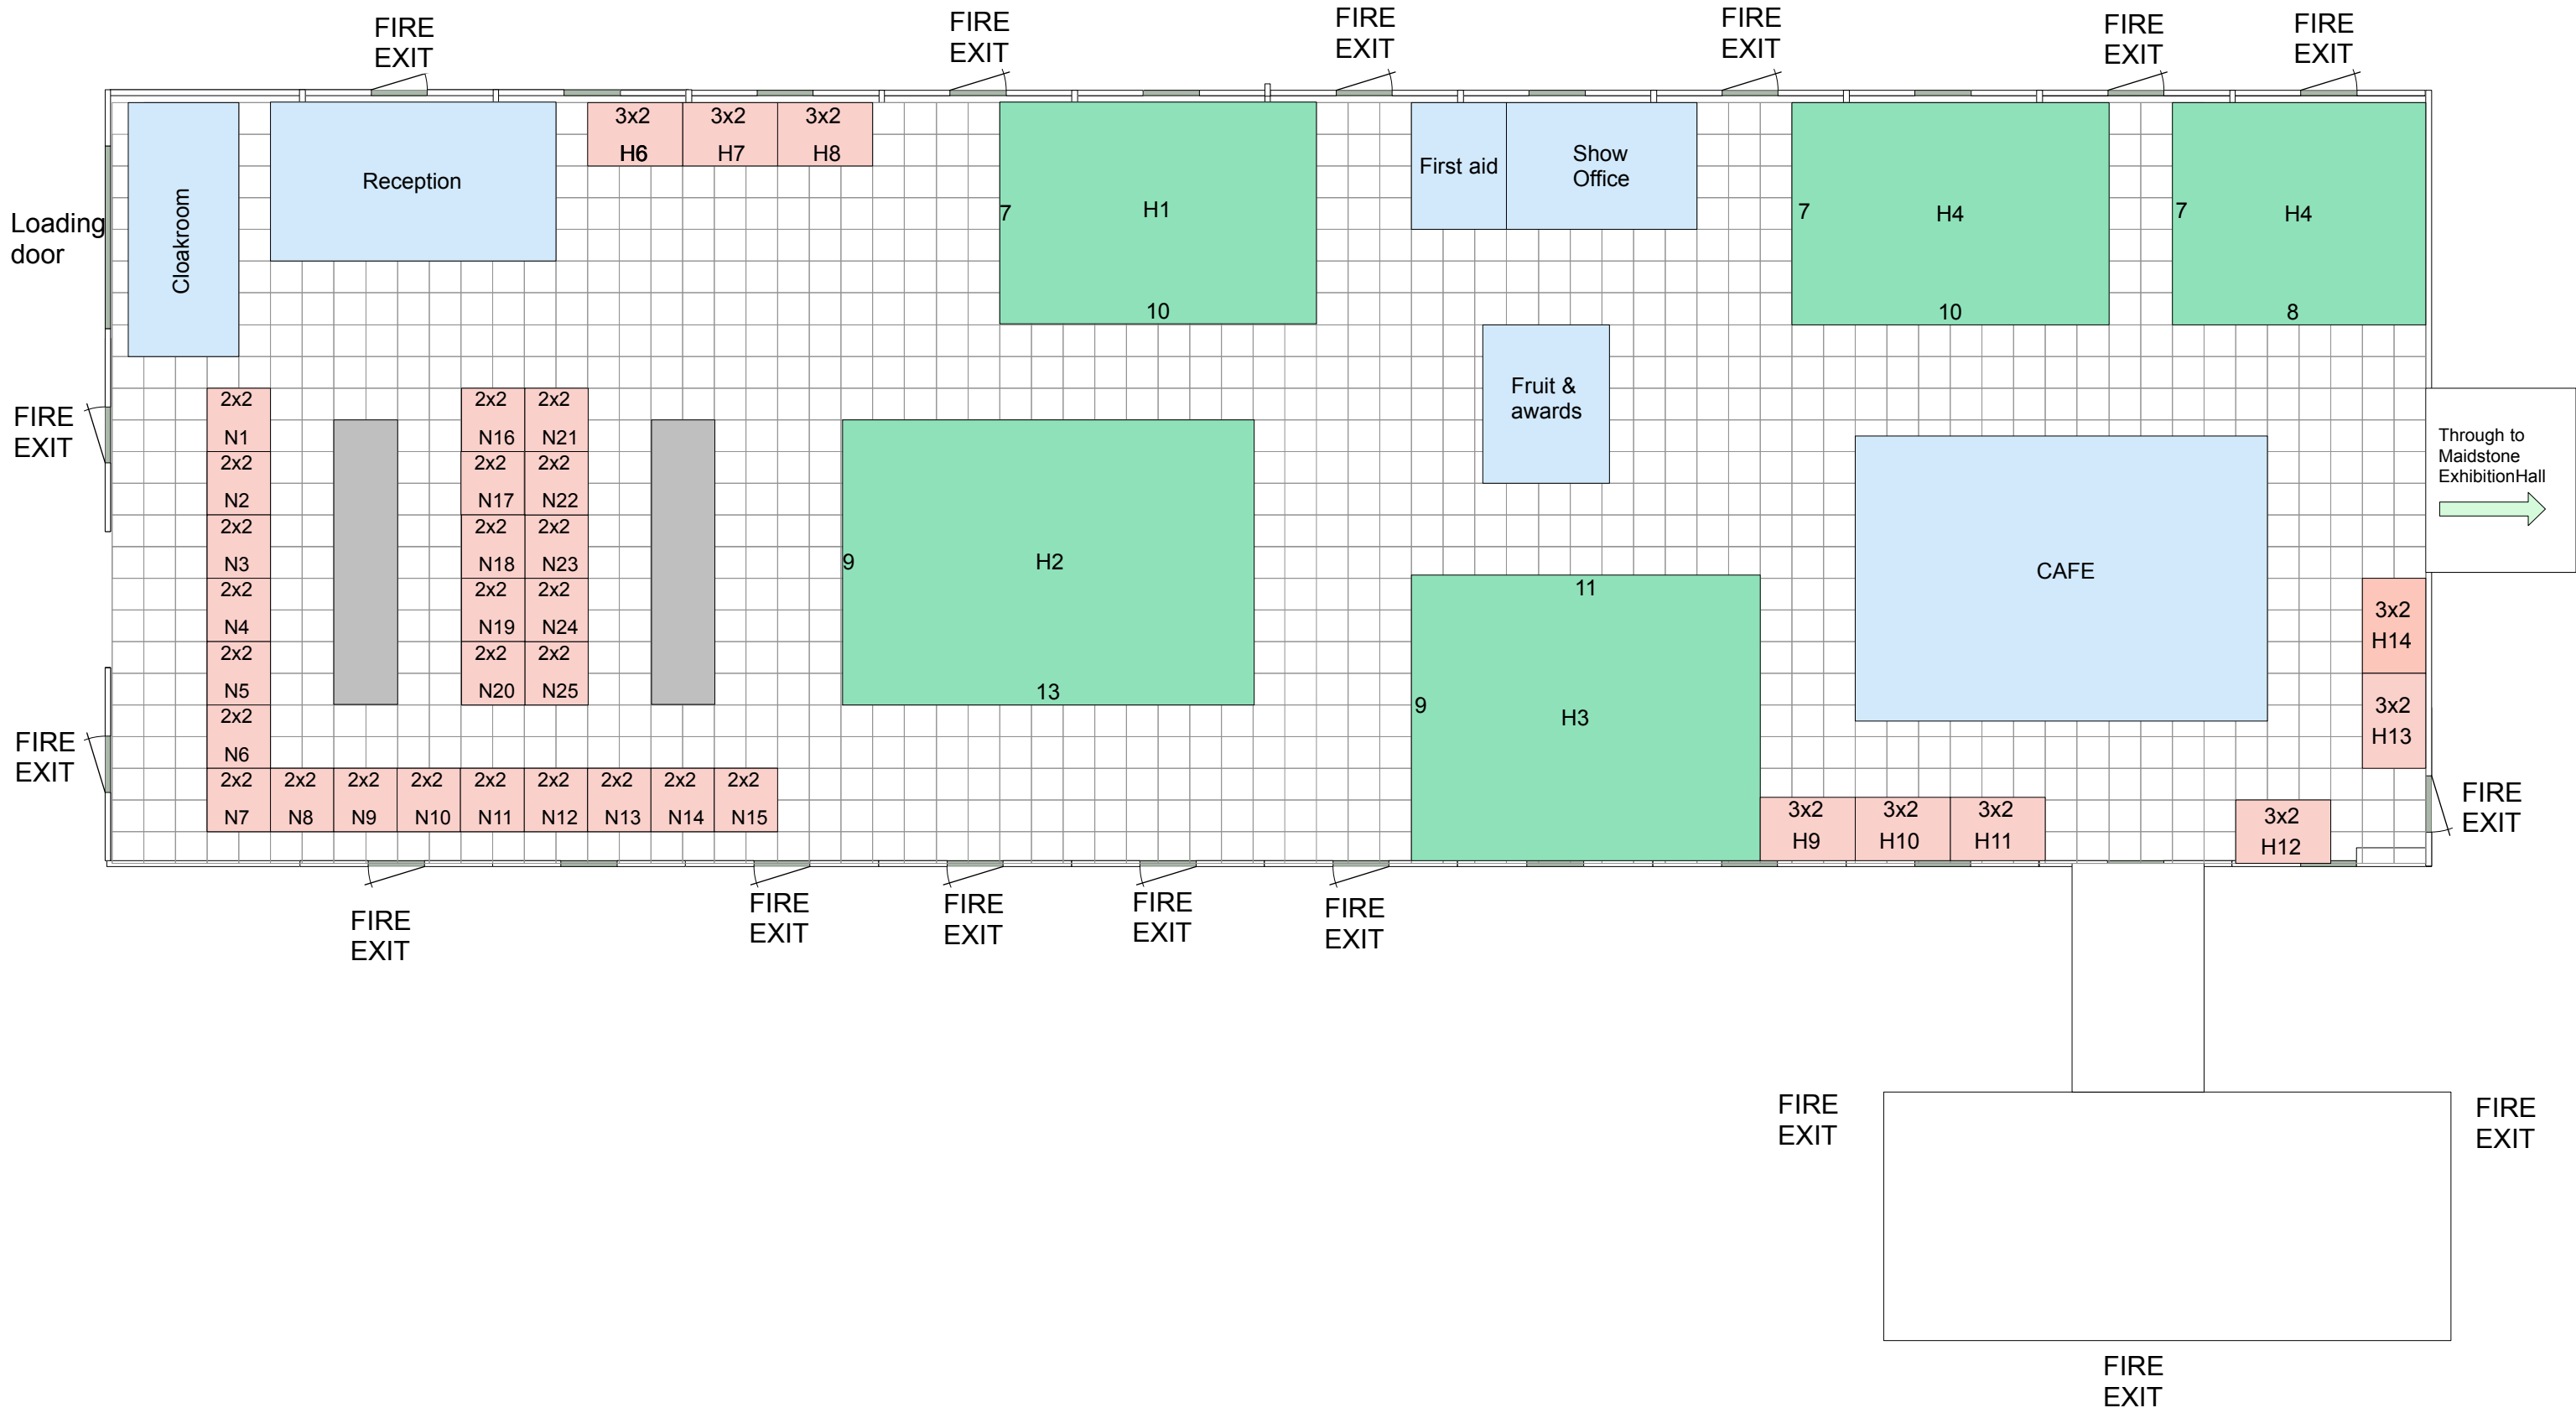 FIRE
EXIT
FIRE
EXIT
FIRE
EXIT
FIRE
EXIT
FIRE
EXIT
FIRE
EXIT
Loading
door
Cloakroom
Reception
3x2
H6
3x2
H7
3x2
H8
7
H1
10
First aid
Show
Office
7
H4
10
7
H4
8
Fruit &
awards
FIRE
EXIT
FIRE
EXIT
2x2
N1
2x2
N2
2x2
N3
2x2
N4
2x2
N5
2x2
N6
2x2
N7
2x2
N8
2x2
N9
2x2
N10
2x2
N11
2x2
N12
2x2
N13
2x2
N14
2x2
N15
2x2
N16
2x2
N17
2x2
N18
2x2
N19
2x2
N20
2x2
N21
2x2
N22
2x2
N23
2x2
N24
2x2
N25
9
H2
13
11
9
H3
CAFE
Through to
Maidstone
ExhibitionHall
3x2
H14
3x2
H13
3x2
H9
3x2
H10
3x2
H11
3x2
H12
FIRE
EXIT
FIRE
EXIT
FIRE
EXIT
FIRE
EXIT
FIRE
EXIT
FIRE
EXIT
FIRE
EXIT
FIRE
EXIT
FIRE
EXIT